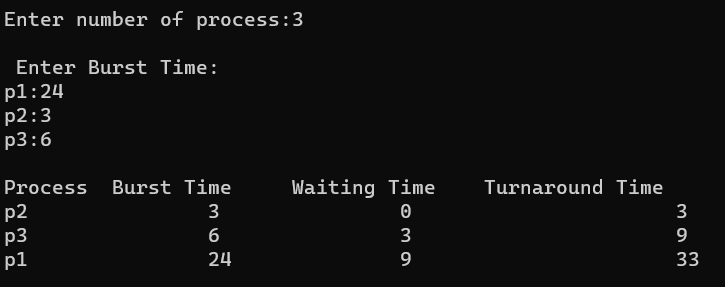 Enter number of process:3
Enter Burst Time:
p1:24
p2:3
p3:6
Process Burst Time Waiting Time Turnaround Time
p2 3 0 3
p3 6 3 9
p1 24 9 33